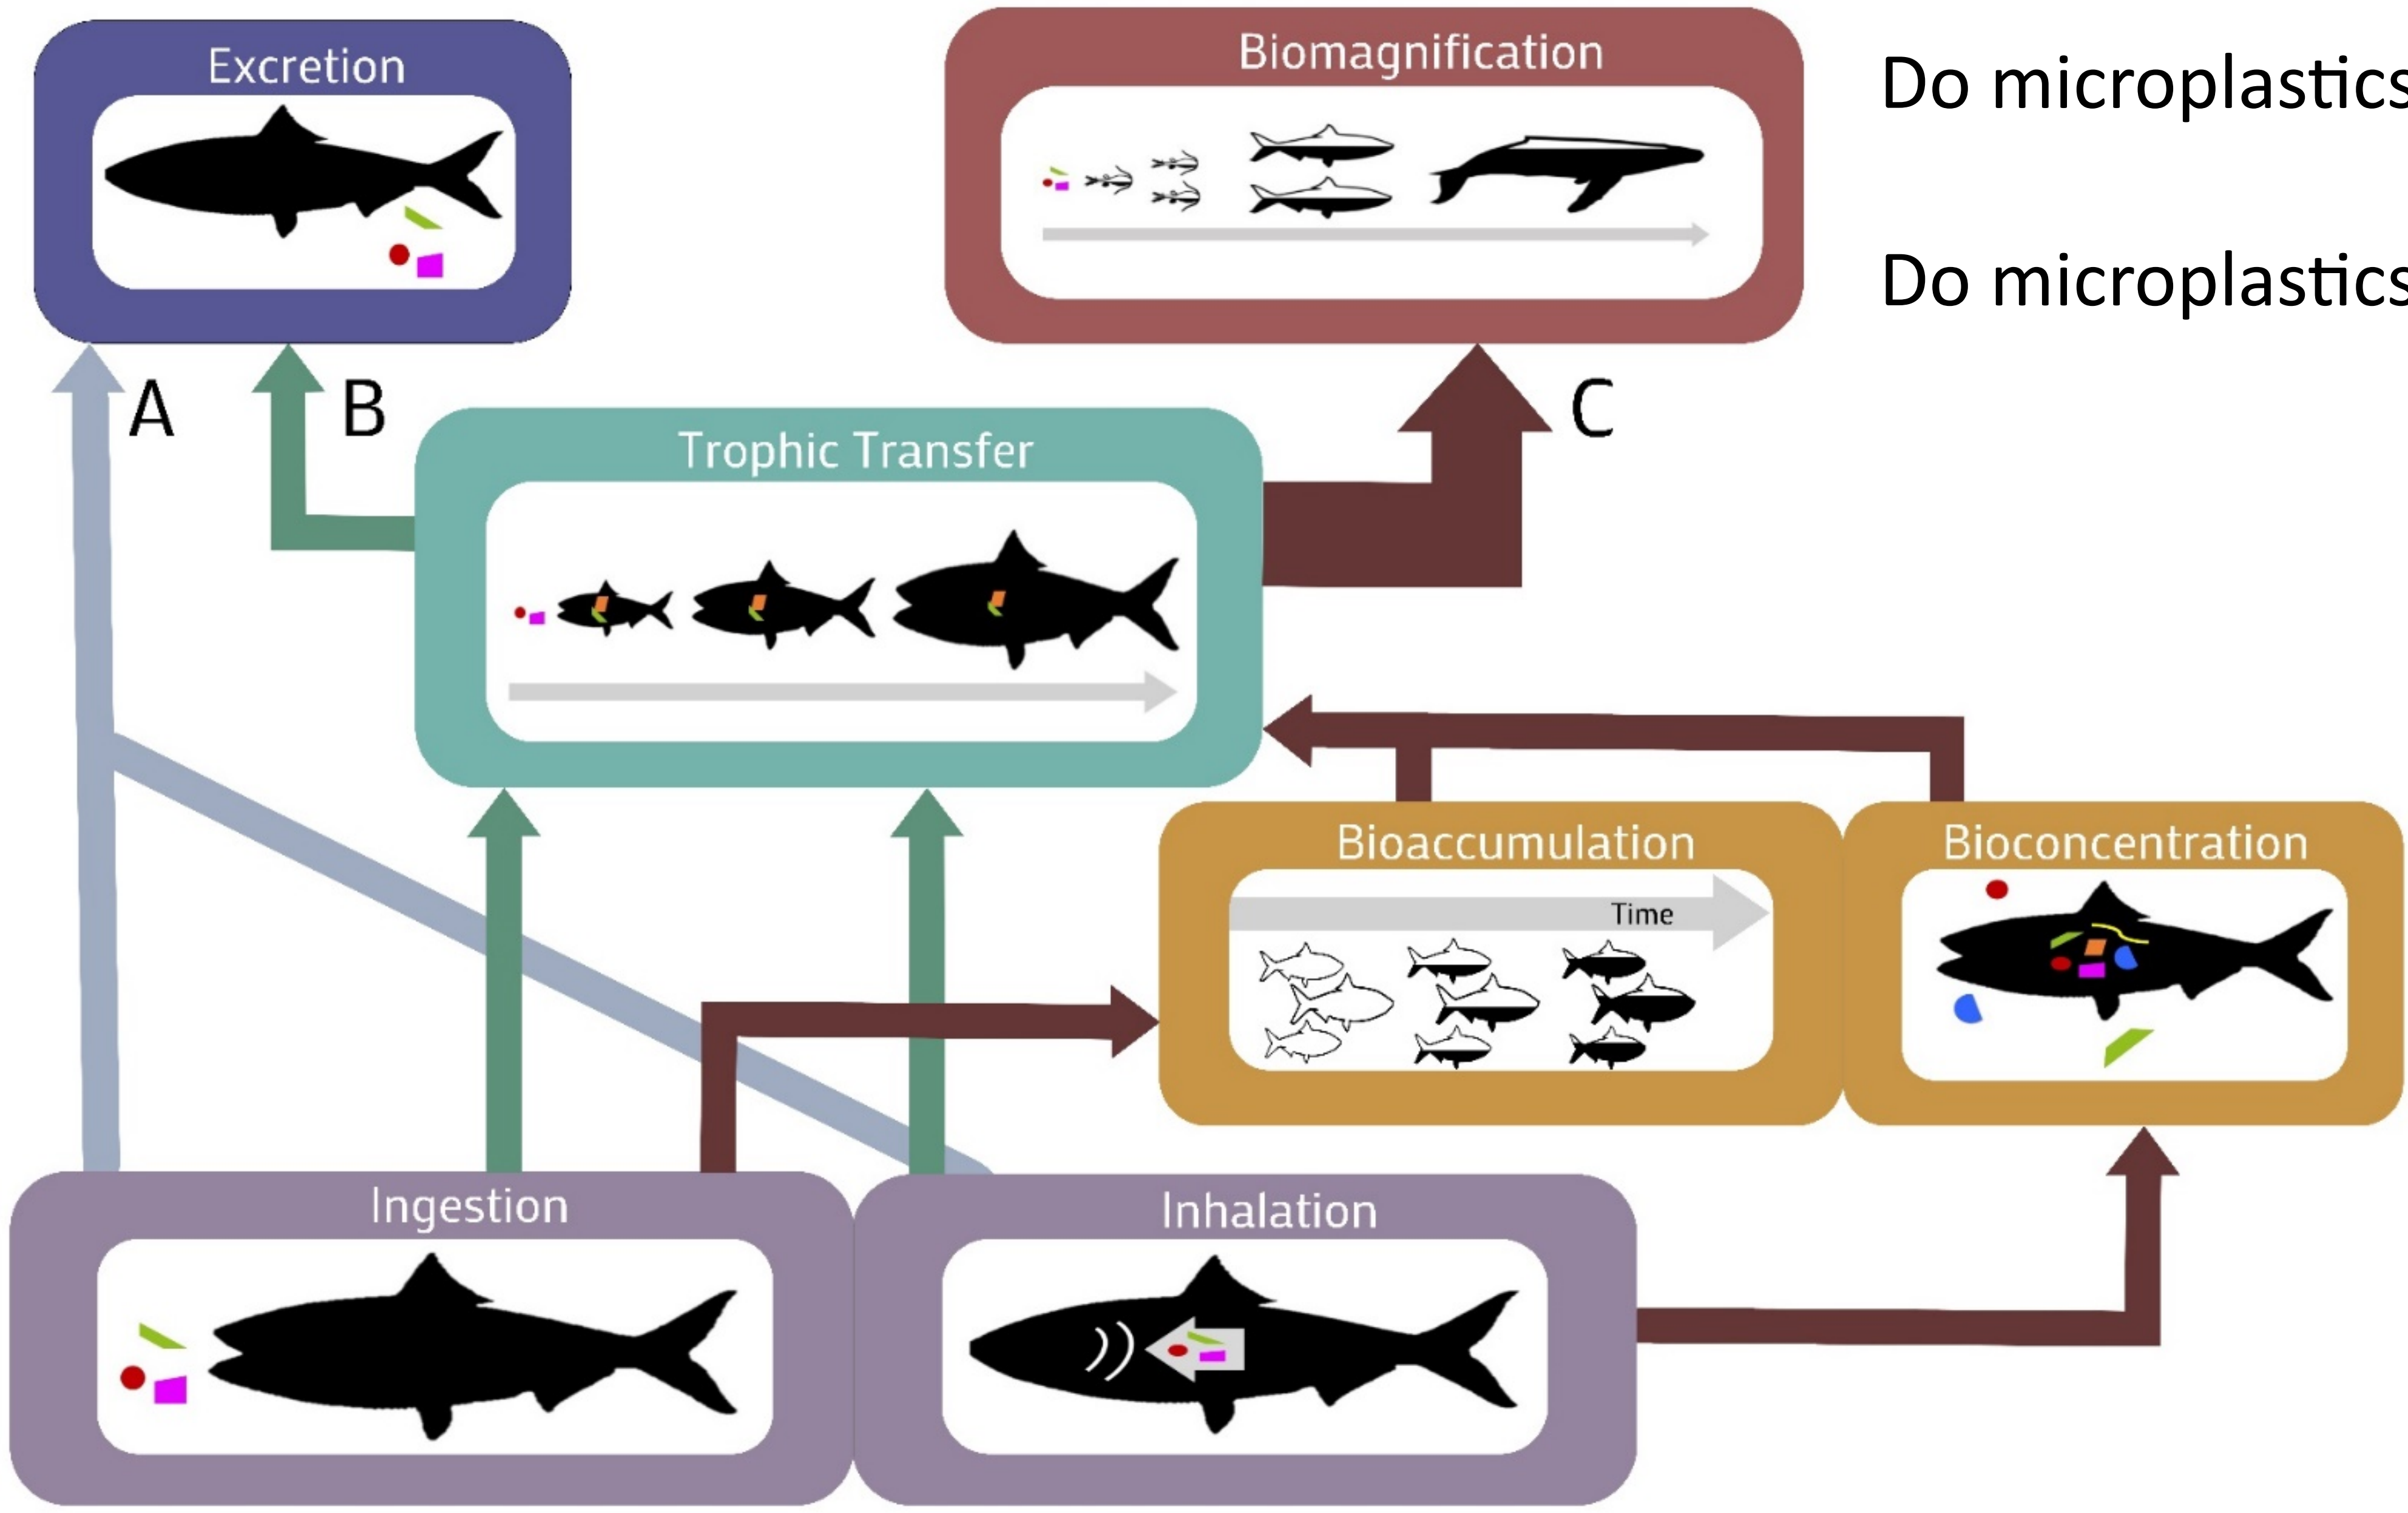 Excretion
Biomagnification
Do microplastics
Do microplastics
A
B
C
Trophic Transfer
Bioaccumulation
Bioconcentration
Time
Ingestion
Inhalation